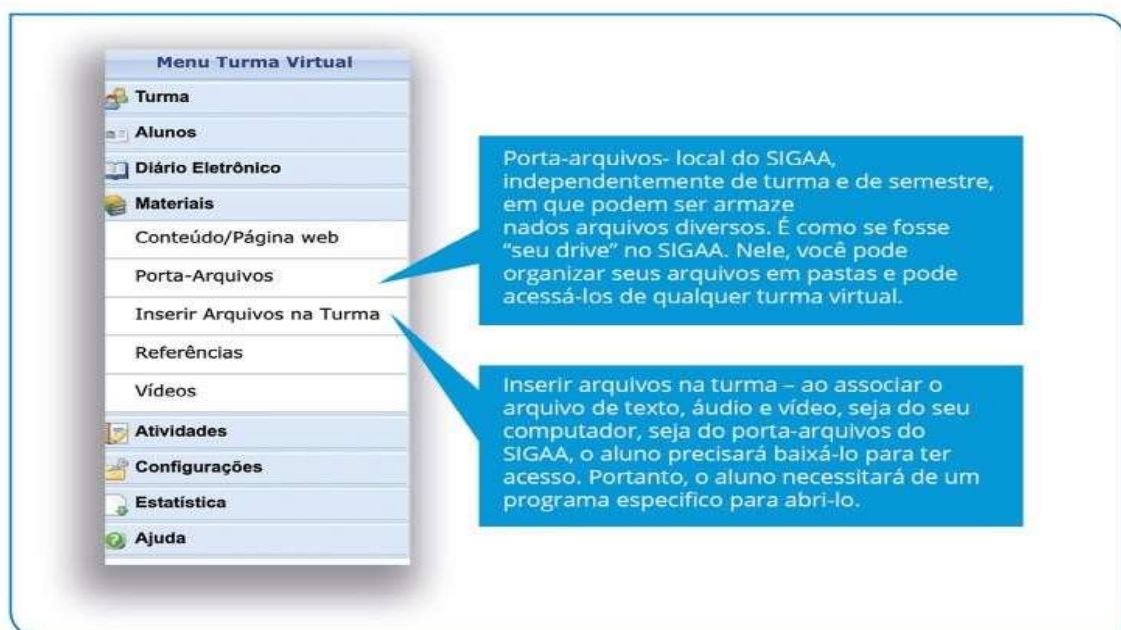 Menu Turma Virtual
Turma
Alunos
Diário Eletrônico
Materiais
Conteúdo/Página web
Porta-Arquivos
Inserir Arquivos na Turma
Referências
Vídeos
Atividades
Configurações
Estatística
Ajuda
Porta-arquivos- local do SIGAA,
independentemente de turma e de semestre,
em que podem ser armaze
nados arquivos diversos. É como se fosse
“seu drive” no SIGAA. Nele, você pode
organizar seus arquivos em pastas e pode
acessá-los de qualquer turma virtual.
Inserir arquivos na turma – ao associar o
arquivo de texto, áudio e vídeo, seja do seu
computador, seja do porta-arquivos do
SIGAA, o aluno precisará baixá-lo para ter
acesso. Portanto, o aluno necessitará de um
programa especifico para abri-lo.